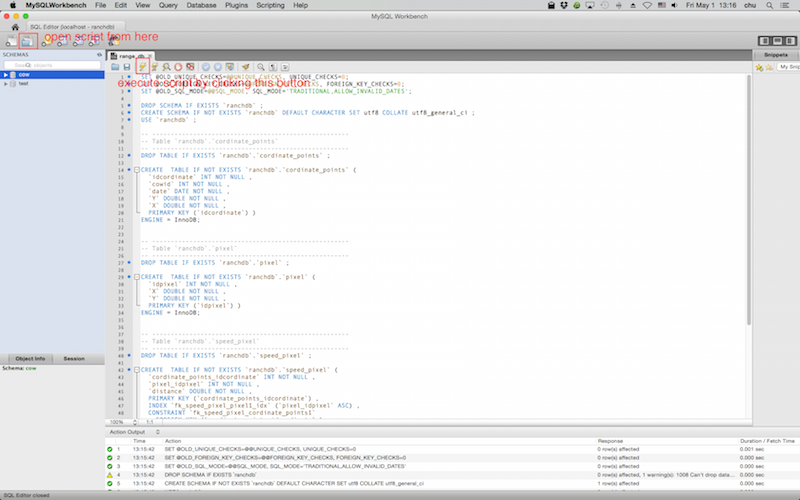 MySQLWorkbench File Edit View Query Database Plugins Scripting Help
Fri May 1 13:16 chu
MySQL Workbench
SQL Editor (localhost - ranchdb)
open script from here
SCHEMAS
cow
test
range_db
Snippets
My Snip
execute script by clicking this button
1 SET @OLD_UNIQUE_CHECKS=@@UNIQUE_CHECKS, UNIQUE_CHECKS=0;
FOREIGN_KEY_CHECKS=0;
SET @OLD_SQL_MODE=@@SQL_MODE, SQL_MODE='TRADITIONAL,ALLOW_INVALID_DATES';
5 DROP SCHEMA IF EXISTS `ranchdb` ;
6 CREATE SCHEMA IF NOT EXISTS `ranchdb` DEFAULT CHARACTER SET utf8 COLLATE utf8_general_ci ;
7 USE `ranchdb` ;
8
9 -- -----------------------------------------------------
10 -- Table `ranchdb`.`cordinate_points`
11 -- -----------------------------------------------------
12 DROP TABLE IF EXISTS `ranchdb`.`cordinate_points` ;
13
14 CREATE TABLE IF NOT EXISTS `ranchdb`.`cordinate_points` (
15 `idcordinate` INT NOT NULL ,
16 `cowid` INT NOT NULL ,
17 `date` DATE NOT NULL ,
18 `Y` DOUBLE NOT NULL ,
19 `X` DOUBLE NOT NULL ,
20 PRIMARY KEY (`idcordinate`) )
21 ENGINE = InnoDB;
22
23
24 -- -----------------------------------------------------
25 -- Table `ranchdb`.`pixel`
26 -- -----------------------------------------------------
27 DROP TABLE IF EXISTS `ranchdb`.`pixel` ;
28
29 CREATE TABLE IF NOT EXISTS `ranchdb`.`pixel` (
30 `idpixel` INT NOT NULL ,
31 `X` DOUBLE NOT NULL ,
32 `Y` DOUBLE NOT NULL ,
33 PRIMARY KEY (`idpixel`) )
34 ENGINE = InnoDB;
35
36
37 -- -----------------------------------------------------
38 -- Table `ranchdb`.`speed_pixel`
39 -- -----------------------------------------------------
40 DROP TABLE IF EXISTS `ranchdb`.`speed_pixel` ;
41
42 CREATE TABLE IF NOT EXISTS `ranchdb`.`speed_pixel` (
43 `cordinate_points_idcordinate` INT NOT NULL ,
44 `pixel_idpixel` INT NOT NULL ,
45 `distance` DOUBLE NOT NULL ,
46 PRIMARY KEY (`cordinate_points_idcordinate`) ,
47 INDEX `fk_speed_pixel_pixel1_idx` (`pixel_idpixel` ASC) ,
48 CONSTRAINT `fk_speed_pixel_cordinate_points1`
Object Info Session
Schema: cow
100% 1:1
Action Output
Time Action Response Duration / Fetch Time
1 13:15:42 SET @OLD_UNIQUE_CHECKS=@@UNIQUE_CHECKS, UNIQUE_CHECKS=0 0 row(s) affected 0.001 sec
2 13:15:42 SET @OLD_FOREIGN_KEY_CHECKS=@@FOREIGN_KEY_CHECKS, FOREIGN_KEY_CHECKS=0 0 row(s) affected 0.000 sec
3 13:15:42 SET @OLD_SQL_MODE=@@SQL_MODE, SQL_MODE='TRADITIONAL,ALLOW_INVALID_DATES' 0 row(s) affected 0.000 sec
4 13:15:42 DROP SCHEMA IF EXISTS `ranchdb` 0 row(s) affected, 1 warning(s): 1008 Can't drop data... 0.000 sec
5 13:15:42 CREATE SCHEMA IF NOT EXISTS `ranchdb` DEFAULT CHARACTER SET utf8 COLLATE utf8_general_ci 0 row(s) affected 0.000 sec
SQL Editor closed